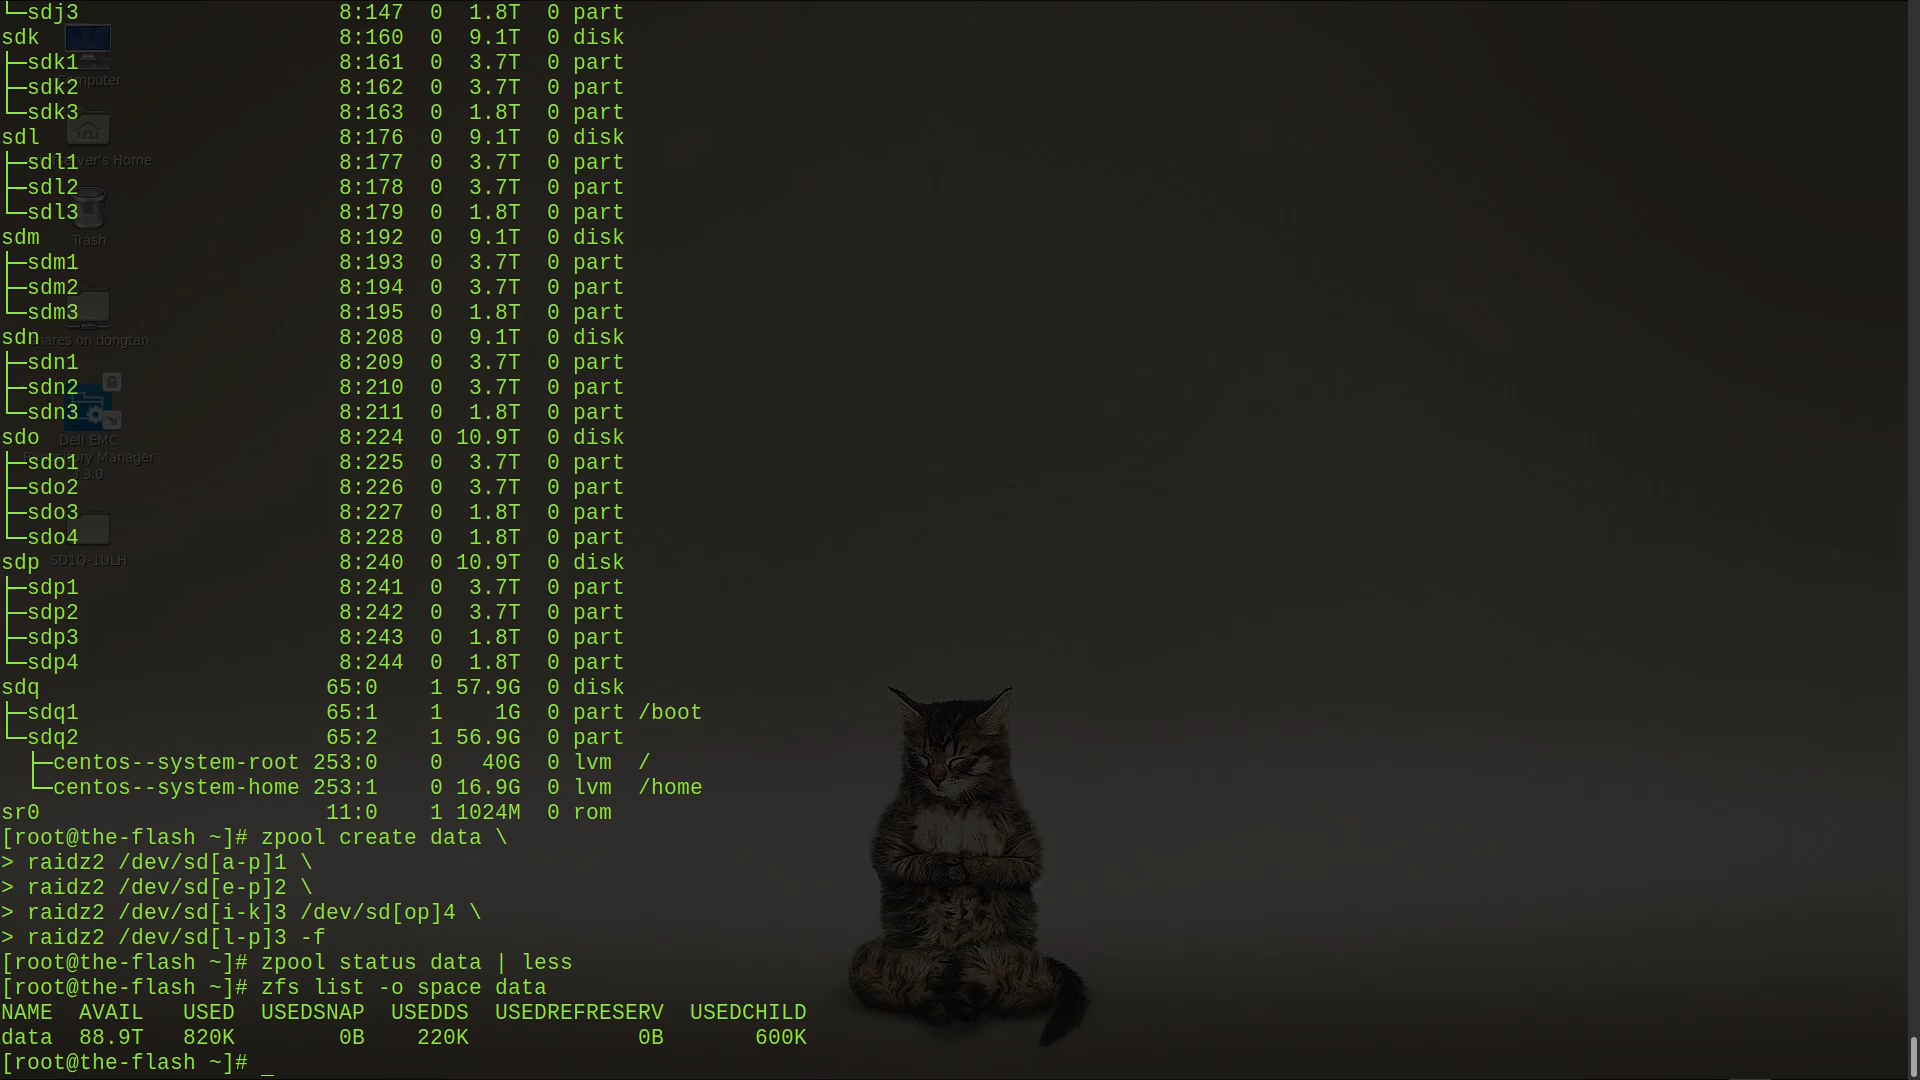 └─sdj3                    8:147  0  1.8T  0 part
sdk                       8:160  0  9.1T  0 disk
├─sdk1                    8:161  0  3.7T  0 part
├─sdk2                    8:162  0  3.7T  0 part
└─sdk3                    8:163  0  1.8T  0 part
sdl                       8:176  0  9.1T  0 disk
├─sdl1                    8:177  0  3.7T  0 part
├─sdl2                    8:178  0  3.7T  0 part
└─sdl3                    8:179  0  1.8T  0 part
sdm                       8:192  0  9.1T  0 disk
├─sdm1                    8:193  0  3.7T  0 part
├─sdm2                    8:194  0  3.7T  0 part
└─sdm3                    8:195  0  1.8T  0 part
sdn                       8:208  0  9.1T  0 disk
├─sdn1                    8:209  0  3.7T  0 part
├─sdn2                    8:210  0  3.7T  0 part
└─sdn3                    8:211  0  1.8T  0 part
sdo                       8:224  0 10.9T  0 disk
├─sdo1                    8:225  0  3.7T  0 part
├─sdo2                    8:226  0  3.7T  0 part
├─sdo3                    8:227  0  1.8T  0 part
└─sdo4                    8:228  0  1.8T  0 part
sdp                       8:240  0 10.9T  0 disk
├─sdp1                    8:241  0  3.7T  0 part
├─sdp2                    8:242  0  3.7T  0 part
├─sdp3                    8:243  0  1.8T  0 part
└─sdp4                    8:244  0  1.8T  0 part
sdq                      65:0    1 57.9G  0 disk
├─sdq1                   65:1    1    1G  0 part /boot
└─sdq2                   65:2    1 56.9G  0 part
  ├─centos--system-root 253:0    0   40G  0 lvm  /
  └─centos--system-home 253:1    0 16.9G  0 lvm  /home
sr0                      11:0    1 1024M  0 rom
[root@the-flash ~]# zpool create data \
> raidz2 /dev/sd[a-p]1 \
> raidz2 /dev/sd[e-p]2 \
> raidz2 /dev/sd[i-k]3 /dev/sd[op]4 \
> raidz2 /dev/sd[l-p]3 -f
[root@the-flash ~]# zpool status data | less
[root@the-flash ~]# zfs list -o space data
NAME  AVAIL   USED  USEDSNAP  USEDDS  USEDREFRESERV  USEDCHILD
data  88.9T   820K        0B    220K             0B       600K
[root@the-flash ~]# _
Computer
Home
Trash
on dongtan
Dell EMC
Manager
3.3.0
SD1Q-1ULH